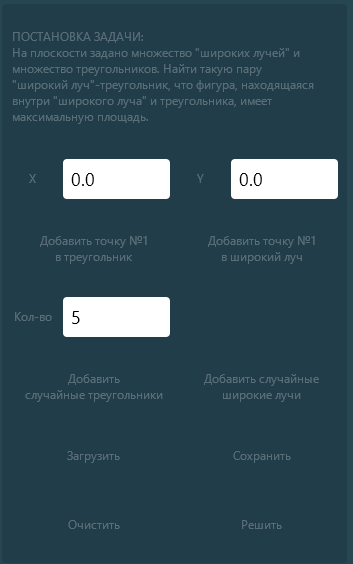 ПОСТАНОВКА ЗАДАЧИ:
На плоскости задано множество "широких лучей" и
множество треугольников. Найти такую пару
"широкий луч"-треугольник, что фигура, находящаяся
внутри "широкого луча" и треугольника, имеет
максимальную площадь.
X 0.0 Y 0.0
Добавить точку №1 Добавить точку №1
в треугольник в широкий луч
Кол-во 5
Добавить Добавить случайные
случайные треугольники широкие лучи
Загрузить Сохранить
Очистить Решить